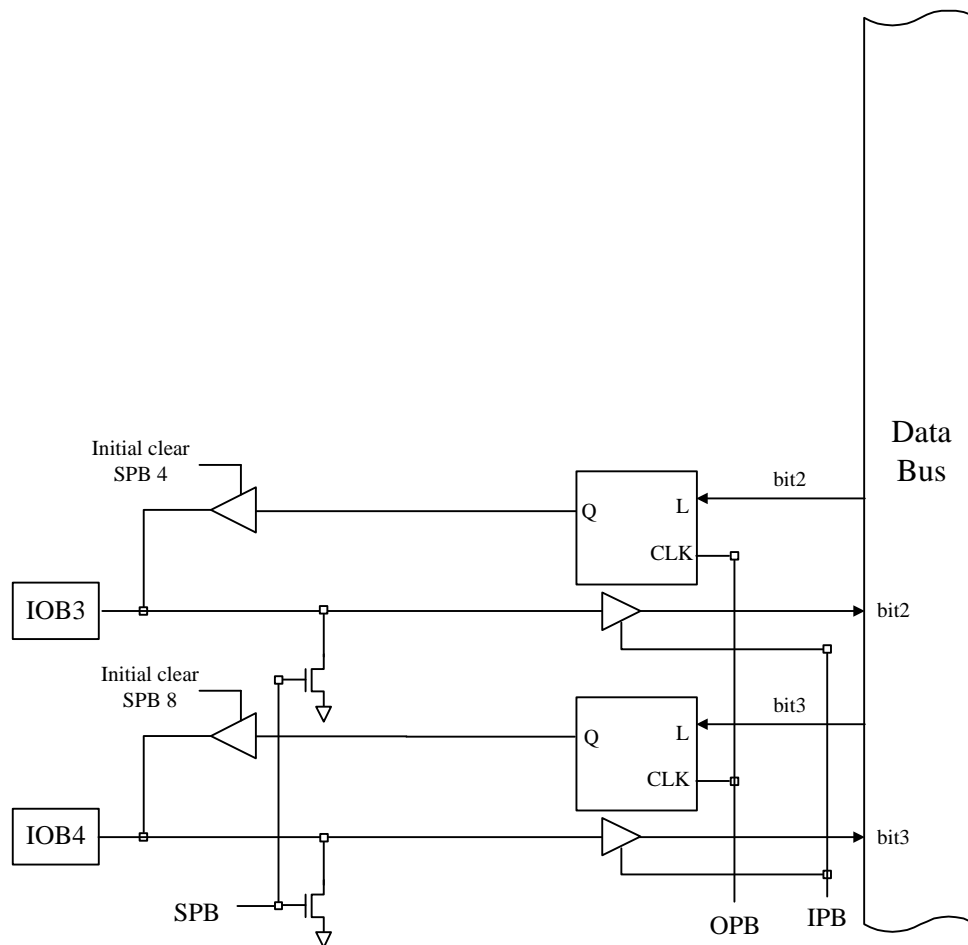 Data
Bus
Initial clear
SPB 4
bit2
Q
L
CLK
IOB3
bit2
Initial clear
SPB 8
bit3
Q
L
CLK
IOB4
bit3
SPB
OPB
IPB